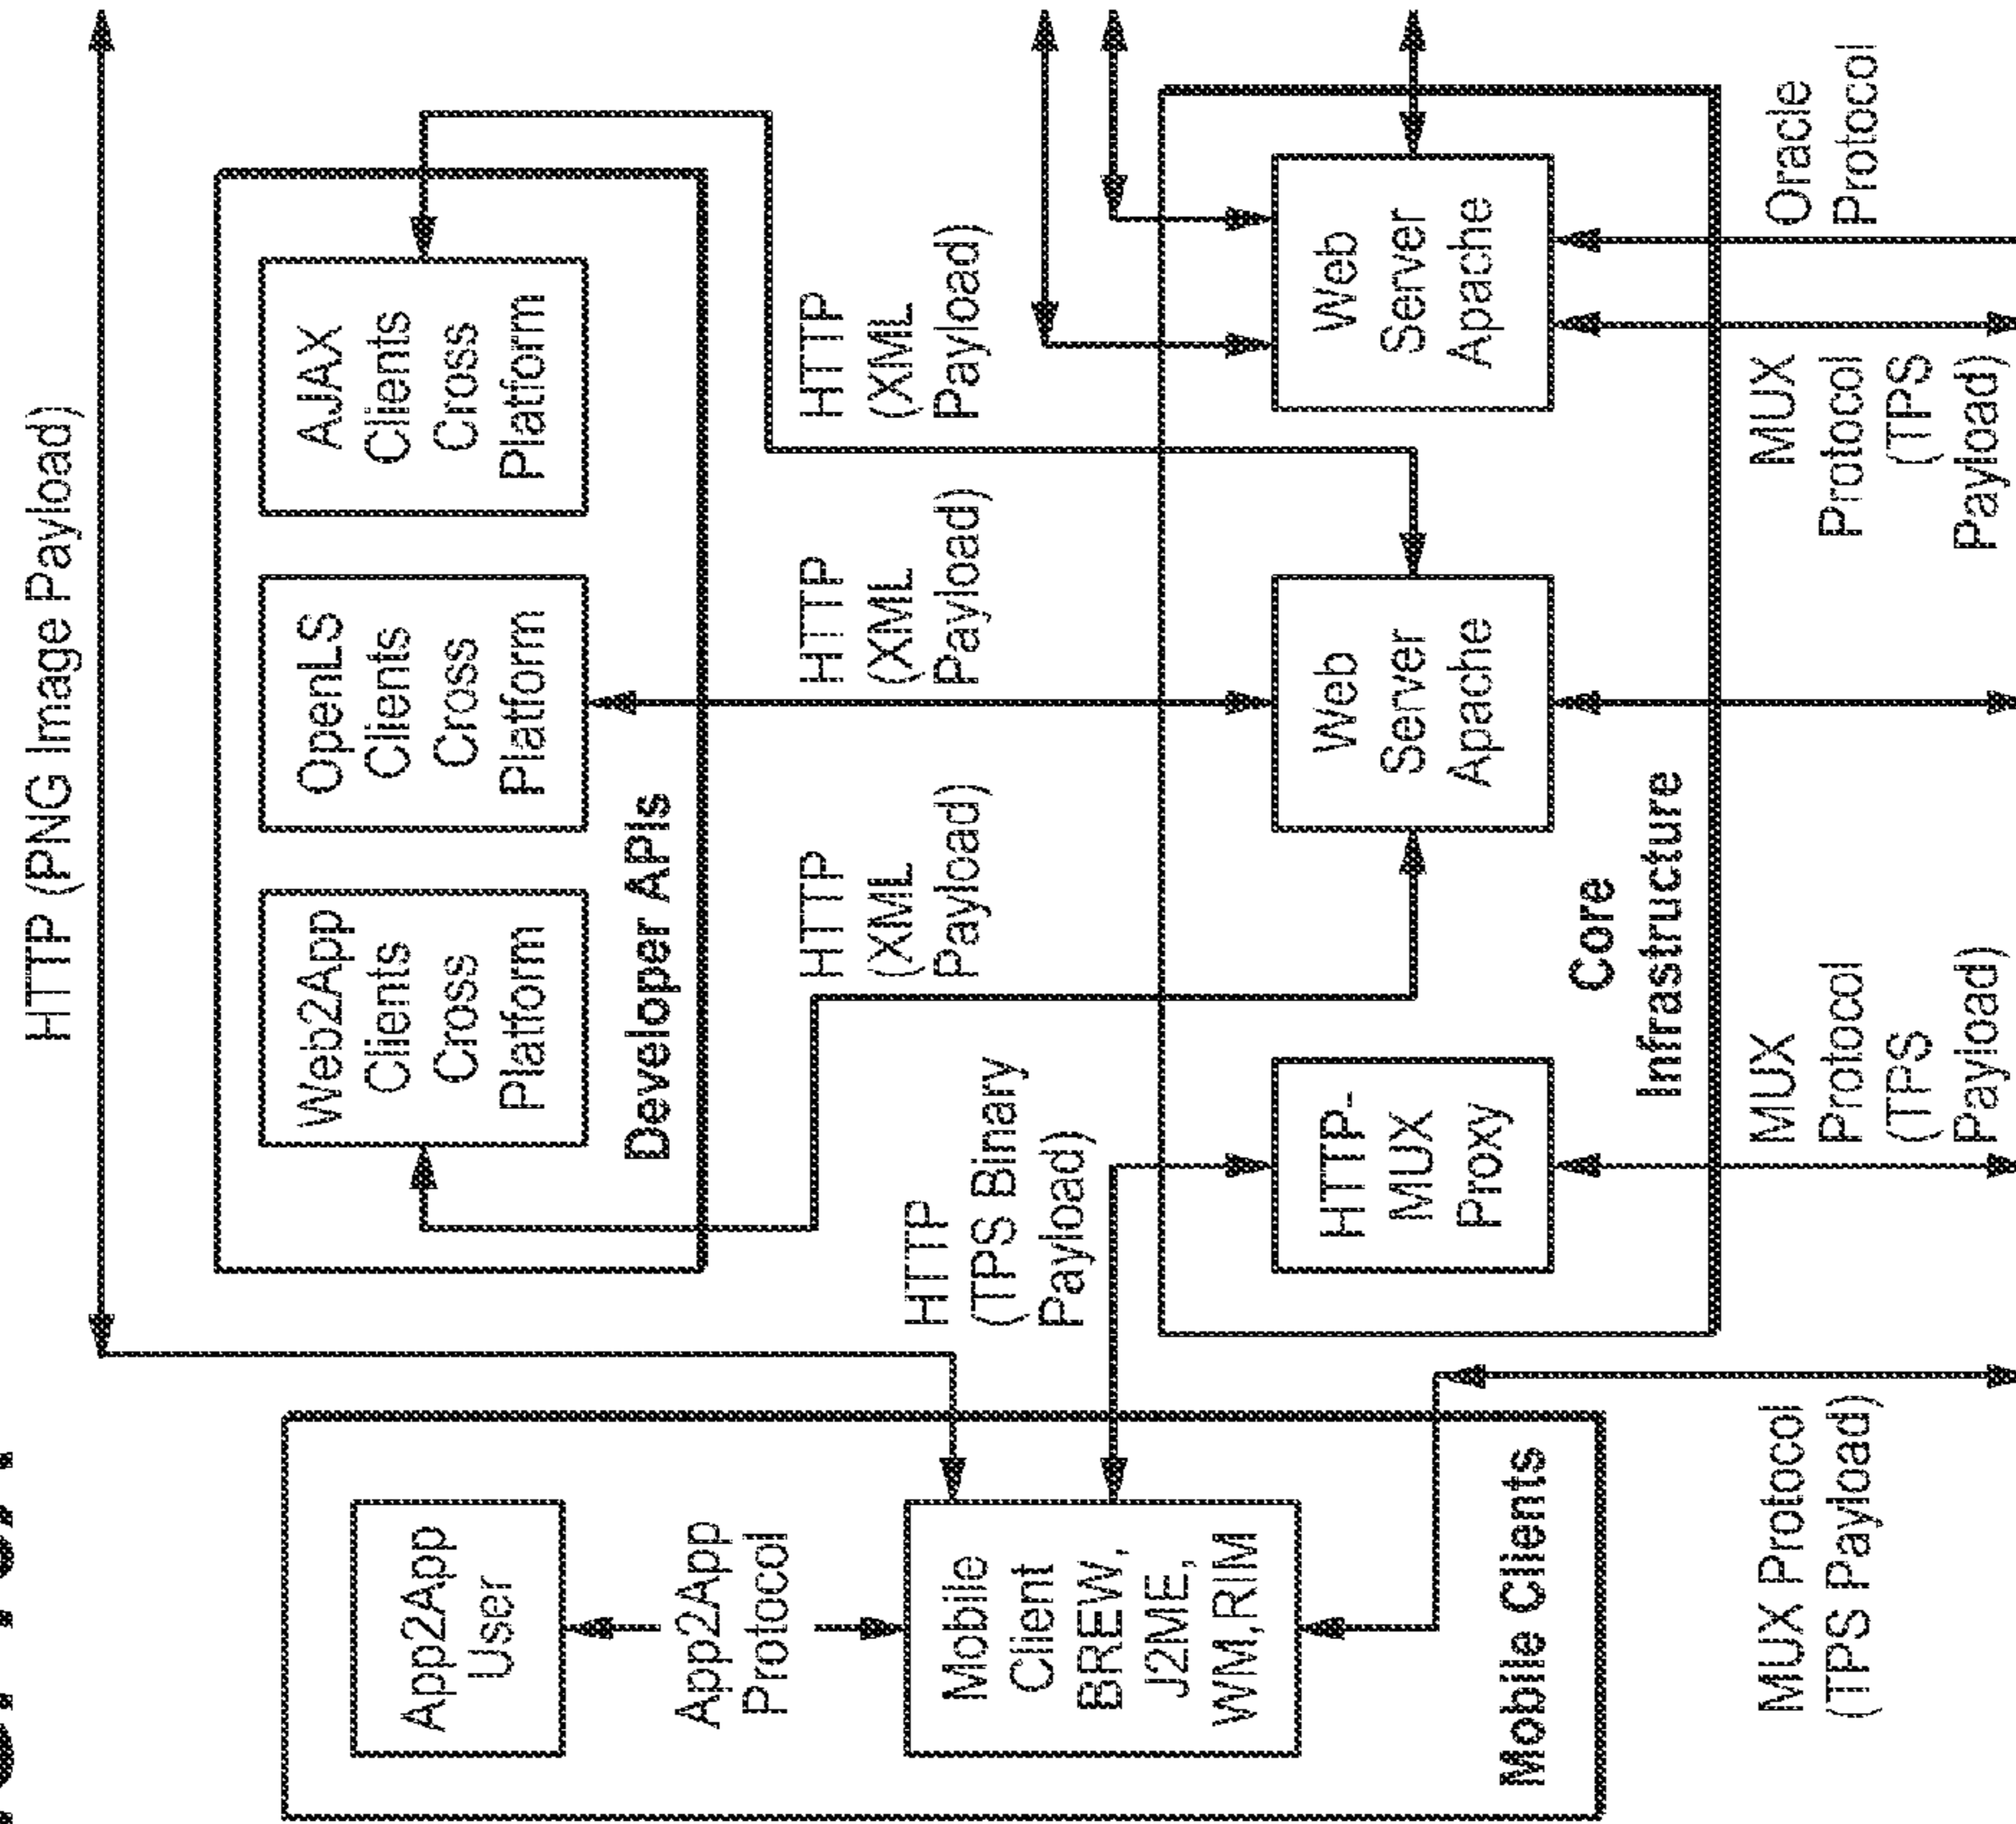 HTTP (PNG Image Payload)
App2App
User
App2App
Protocol
Mobile
Client
BREW,
J2ME,
WM,RIM
Mobile Clients
MUX Protocol
(TPS Payload)
Web2App
Clients
Cross
Platform
OpenLS
Clients
Cross
Platform
AJAX
Clients
Cross
Platform
Developer APIs
HTTP
(TPS Binary
Payload)
HTTP
(XML
Payload)
HTTP
(XML
Payload)
HTTP
(XML
Payload)
HTTP-
MUX
Proxy
Web
Server
Apache
Web
Server
Apache
Core
Infrastructure
MUX
Protocol
(TPS
Payload)
MUX
Protocol
(TPS
Payload)
Oracle
Protocol